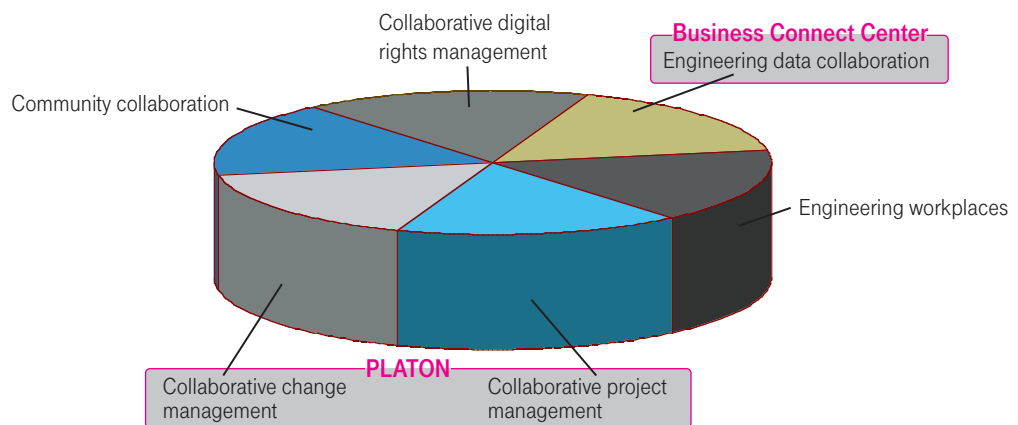 Collaborative digital
rights management
Business Connect Center
Engineering data collaboration
Community collaboration
Engineering workplaces
PLATON
Collaborative change
management
Collaborative project
management